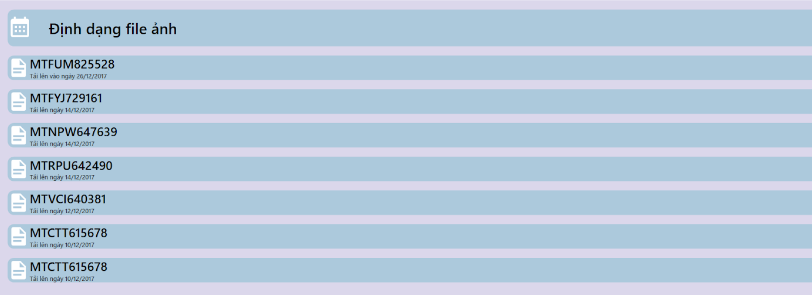 Định dạng file ảnh
MTFUM825528
Tải lên vào ngày 26/12/2017
MTFYJ729161
Tải lên ngày 14/12/2017
MTNPW647639
Tải lên ngày 14/12/2017
MTRPU642490
Tải lên ngày 14/12/2017
MTVCI640381
Tải lên ngày 12/12/2017
MTCTT615678
Tải lên ngày 10/12/2017
MTCTT615678
Tải lên ngày 10/12/2017